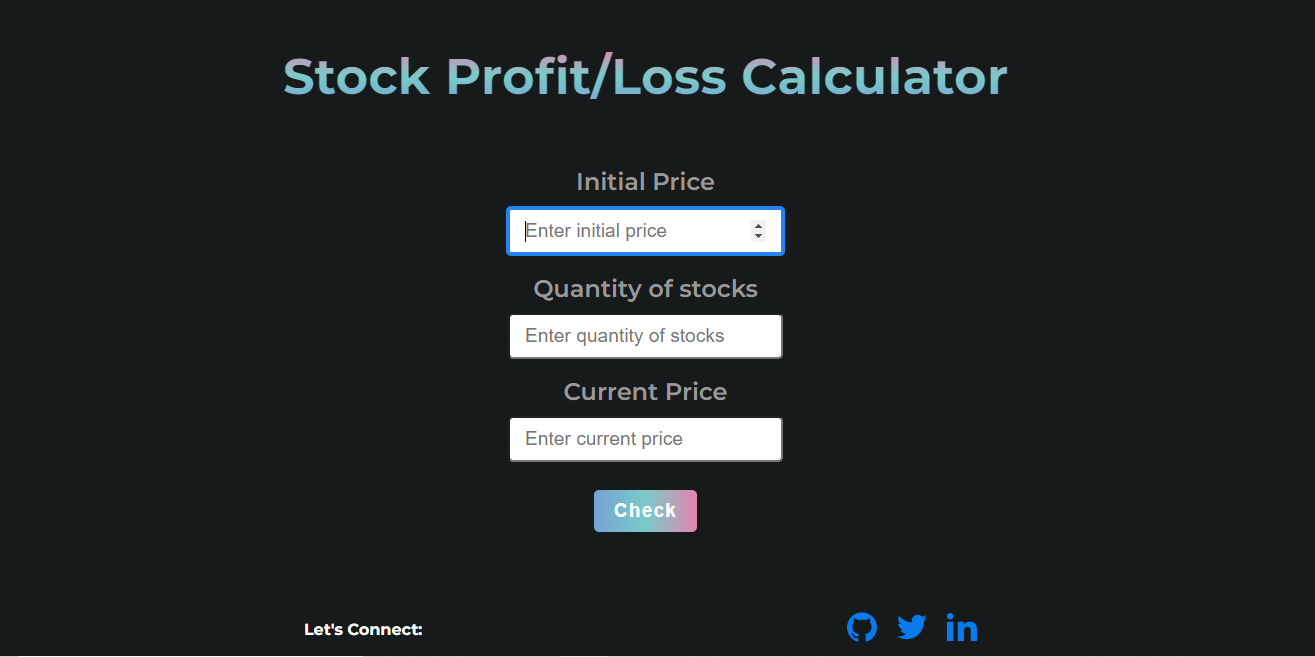 Stock Profit/Loss Calculator
Initial Price
Enter initial price
Quantity of stocks
Enter quantity of stocks
Current Price
Enter current price
Check
Let's Connect: